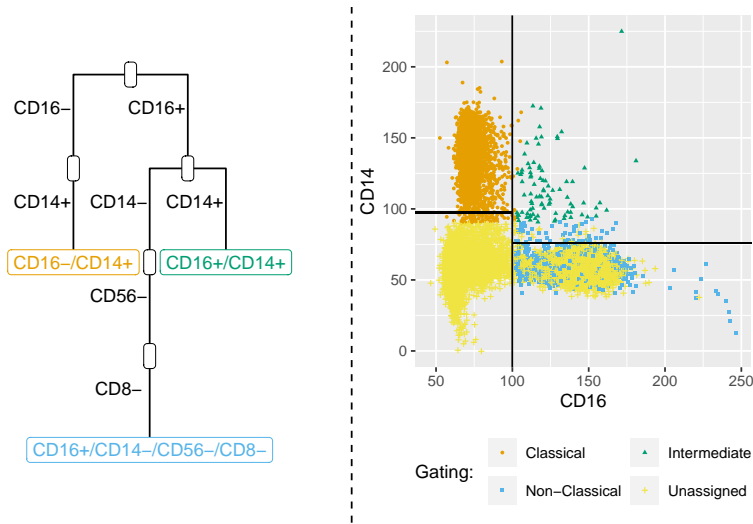 CD16− CD16+
CD14+ CD14− CD14+
CD16−/CD14+ CD16+/CD14+
CD56−
CD8−
CD16+/CD14−/CD56−/CD8−
CD14
200
150
100
50
0
50 100 150 200 250
CD16
Gating:
Classical Intermediate
Non−Classical Unassigned